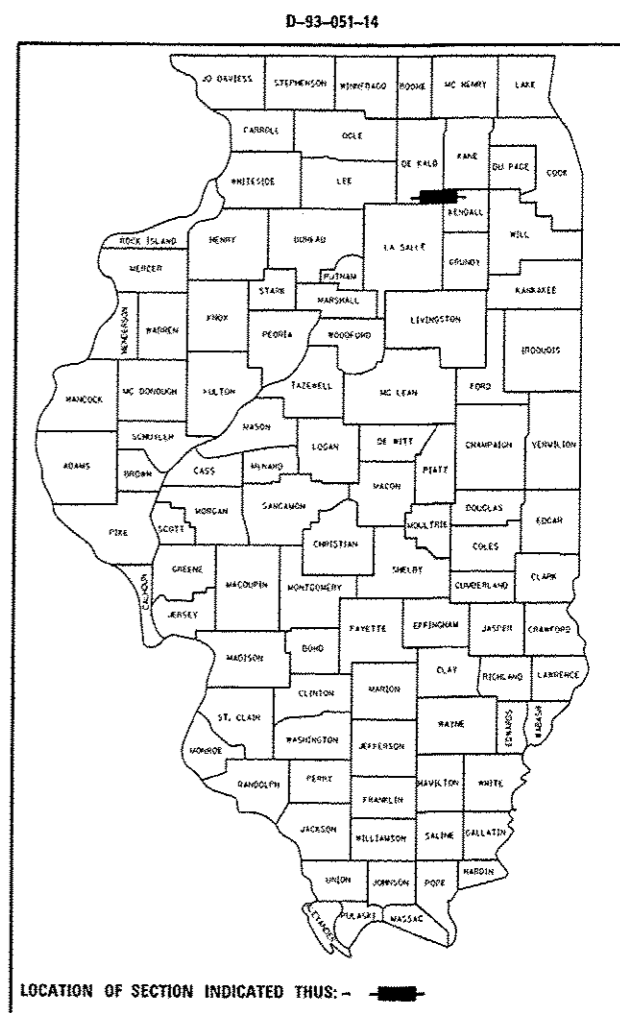 D-93-051-14
JO DAVIESS STEPHENSON WINNEBAGO BOONE MC HENRY LAKE
CARROLL OGLE DE KALB KANE DU PAGE COOK
WHITESIDE LEE
KENDALL
ROCK ISLAND HENRY BUREAU LA SALLE WILL
MERCER PUTNAM GRUNDY
STARK MARSHALL KANKAKEE
HENDERSON WARREN KNOX PEORIA WOODFORD LIVINGSTON
IROQUOIS
HANCOCK MC DONOUGH FULTON TAZEWELL MC LEAN FORD
MASON
SCHUYLER LOGAN DE WITT CHAMPAIGN VERMILION
ADAMS BROWN CASS MENARD PIATT
MACON
MORGAN SANGAMON DOUGLAS
PIKE SCOTT MOULTRIE EDGAR
CHRISTIAN COLES
GREENE SHELBY
CALHOUN MACOUPIN MONTGOMERY CUMBERLAND CLARK
JERSEY
FAYETTE EFFINGHAM JASPER CRAWFORD
MADISON BOND
CLAY RICHLAND LAWRENCE
CLINTON MARION
ST. CLAIR WAYNE EDWARDS WABASH
WASHINGTON JEFFERSON
MONROE
RANDOLPH PERRY HAMILTON WHITE
FRANKLIN
JACKSON WILLIAMSON SALINE GALLATIN
UNION JOHNSON POPE HARDIN
ALEXANDER PULASKI MASSAC
LOCATION OF SECTION INDICATED THUS: -